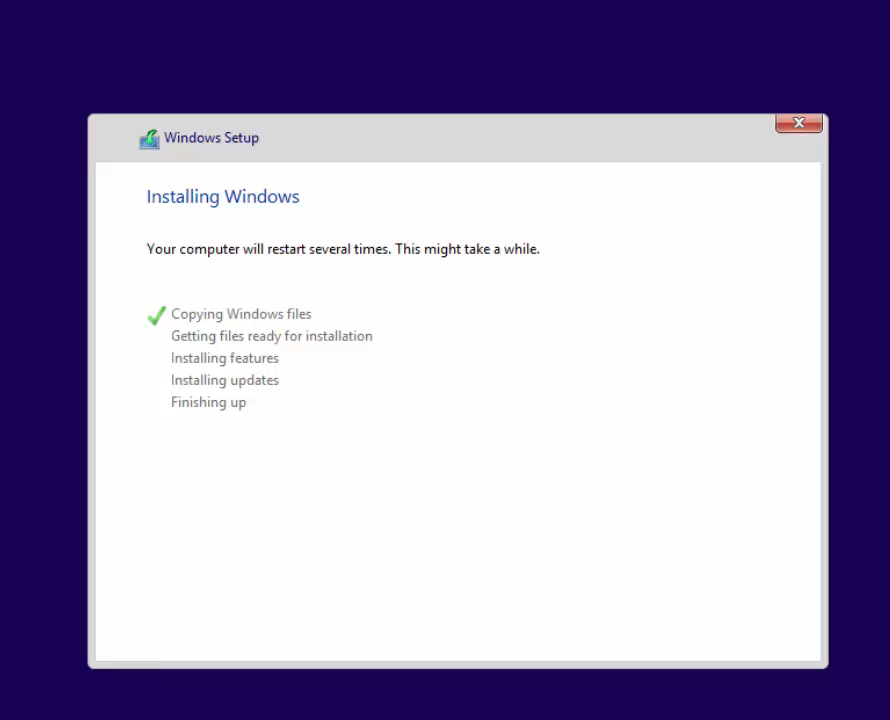 Windows Setup
Installing Windows
Your computer will restart several times. This might take a while.
Copying Windows files
Getting files ready for installation
Installing features
Installing updates
Finishing up